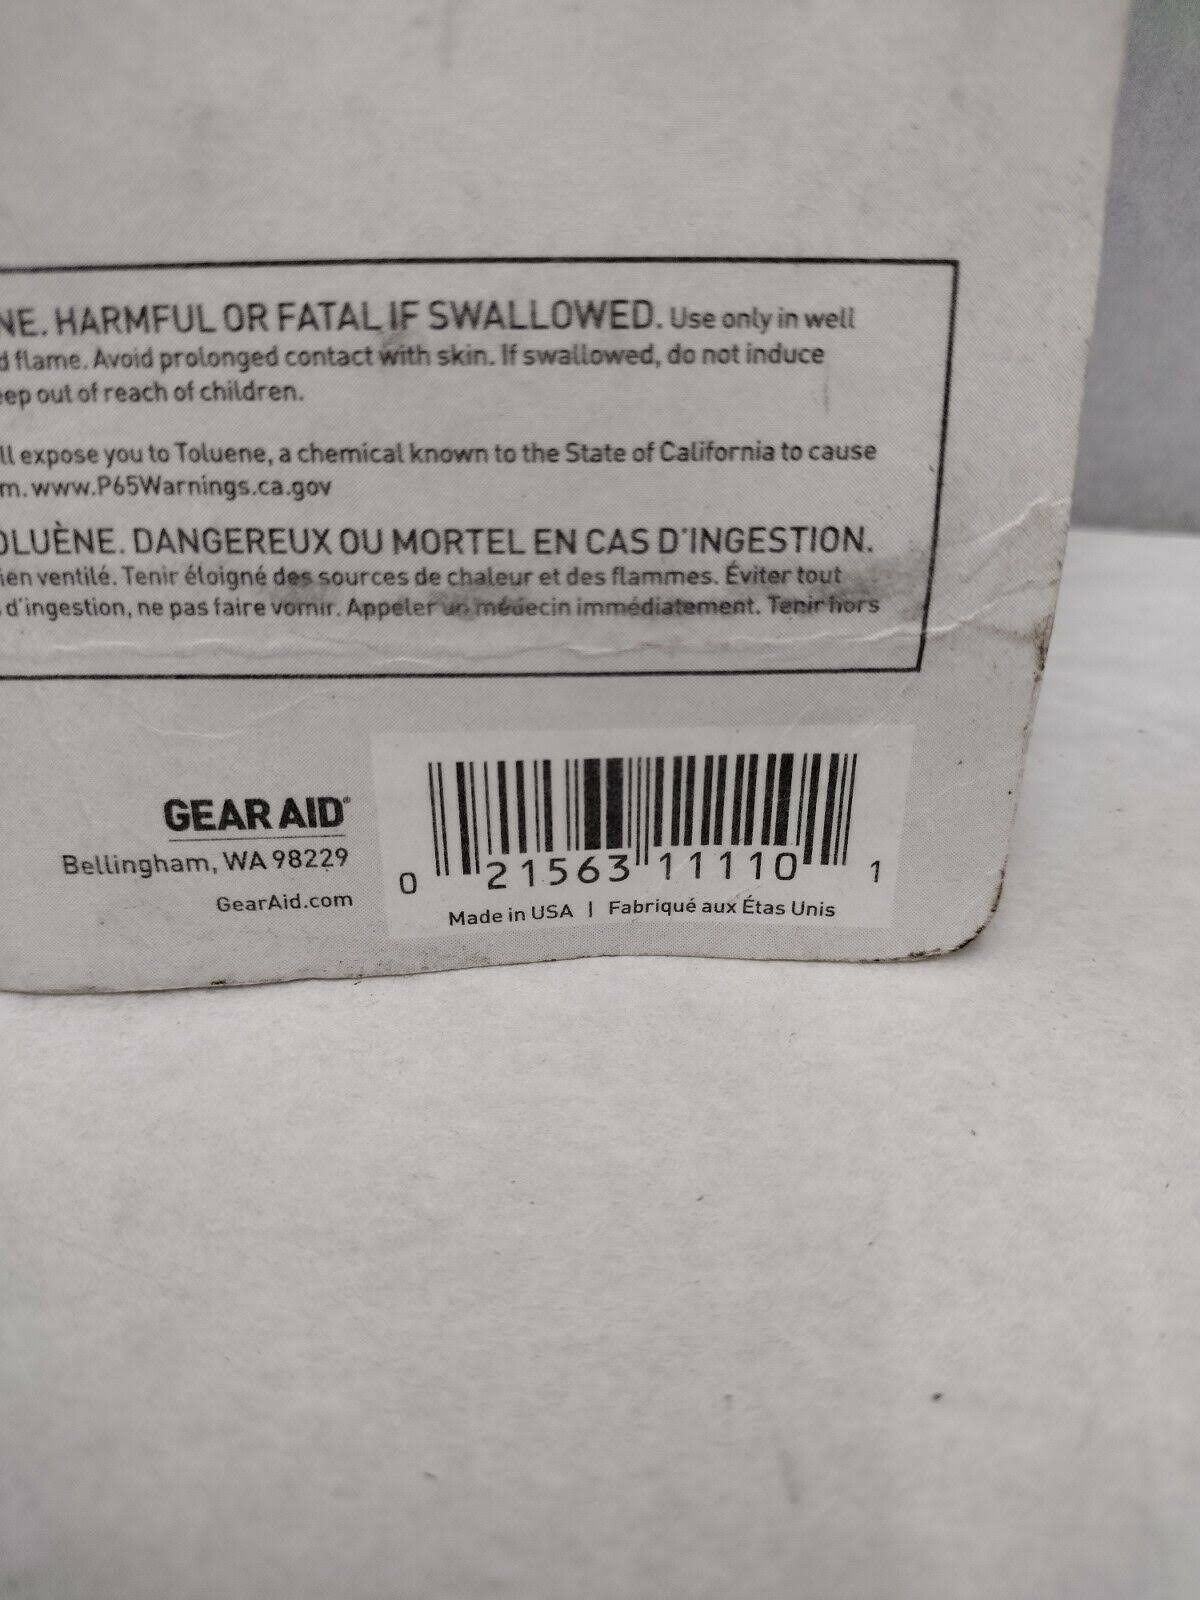 NE. HARMFUL OR FATAL IF SWALLOWED. Use only in well
d flame. Avoid prolonged contact with skin. If swallowed, do not induce
eep out of reach of children.
ll expose you to Toluene, a chemical known to the State of California to cause
m. www.P65Warnings.ca.gov
OLUÈNE. DANGEREUX OU MORTEL EN CAS D'INGESTION.
ien ventilé. Tenir éloigné des sources de chaleur et des flammes. Éviter tout
d'ingestion, ne pas faire vomir. Appeler un médecin immédiatement. Tenir hors
GEAR AID®
Bellingham, WA 98229
GearAid.com
0 21563 11110 1
Made in USA | Fabriqué aux Étas Unis